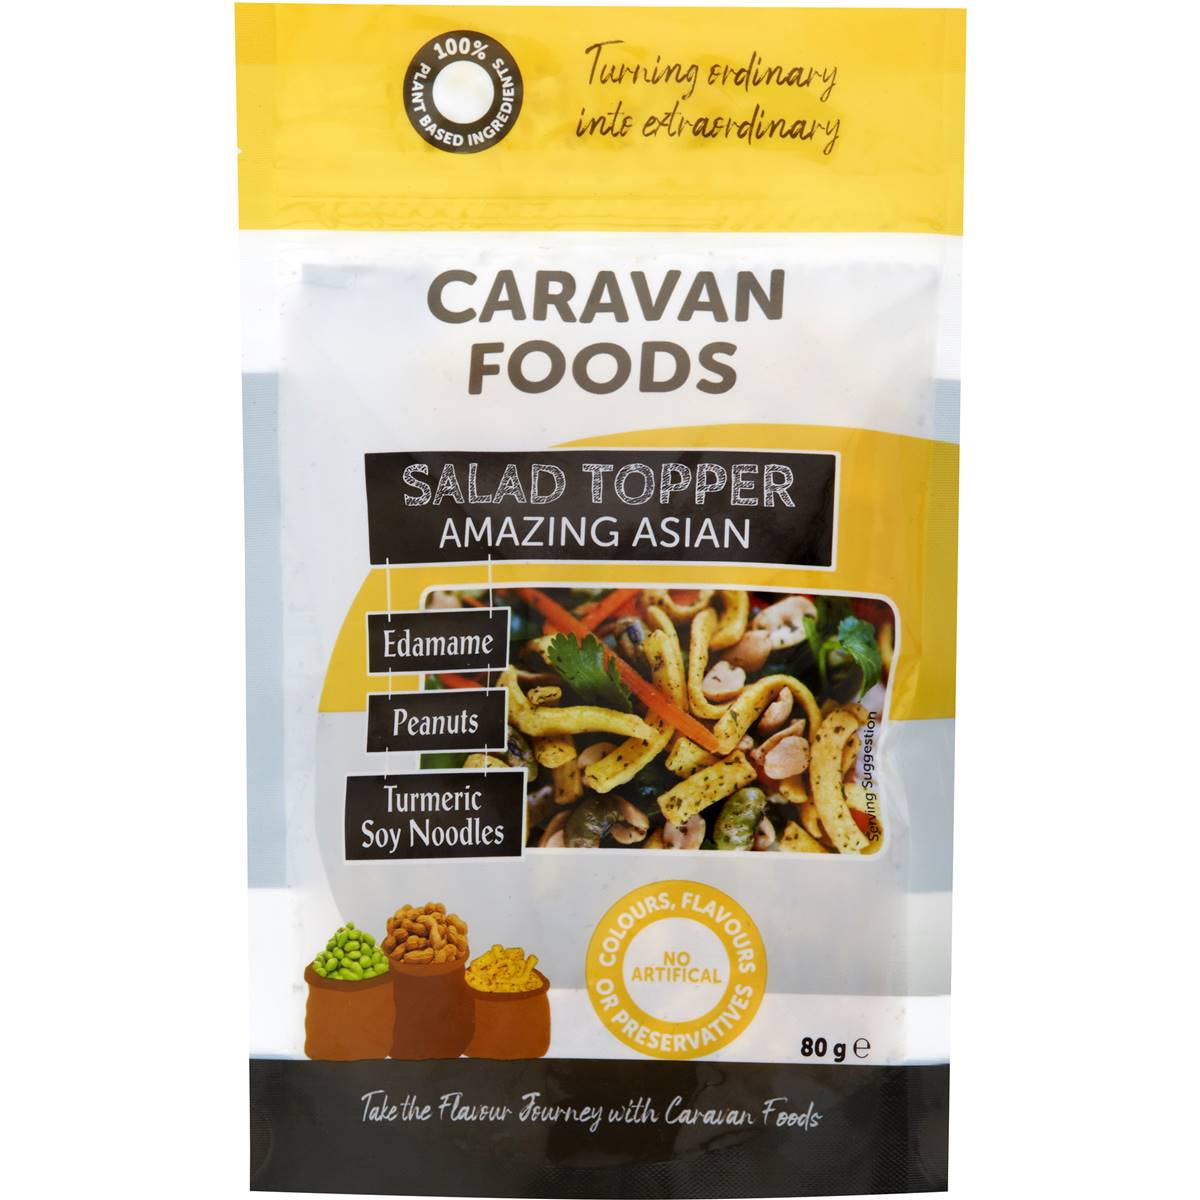 100%
PLANT BASED INGREDIENTS
Turning ordinary
into extraordinary
CARAVAN
FOODS
SALAD TOPPER
AMAZING ASIAN
Edamame
Peanuts
Turmeric
Soy Noodles
Serving Suggestion
COLOURS, FLAVOURS
NO
ARTIFICAL
OR PRESERVATIVES
80 g ℮
Take the Flavour Journey with Caravan Foods